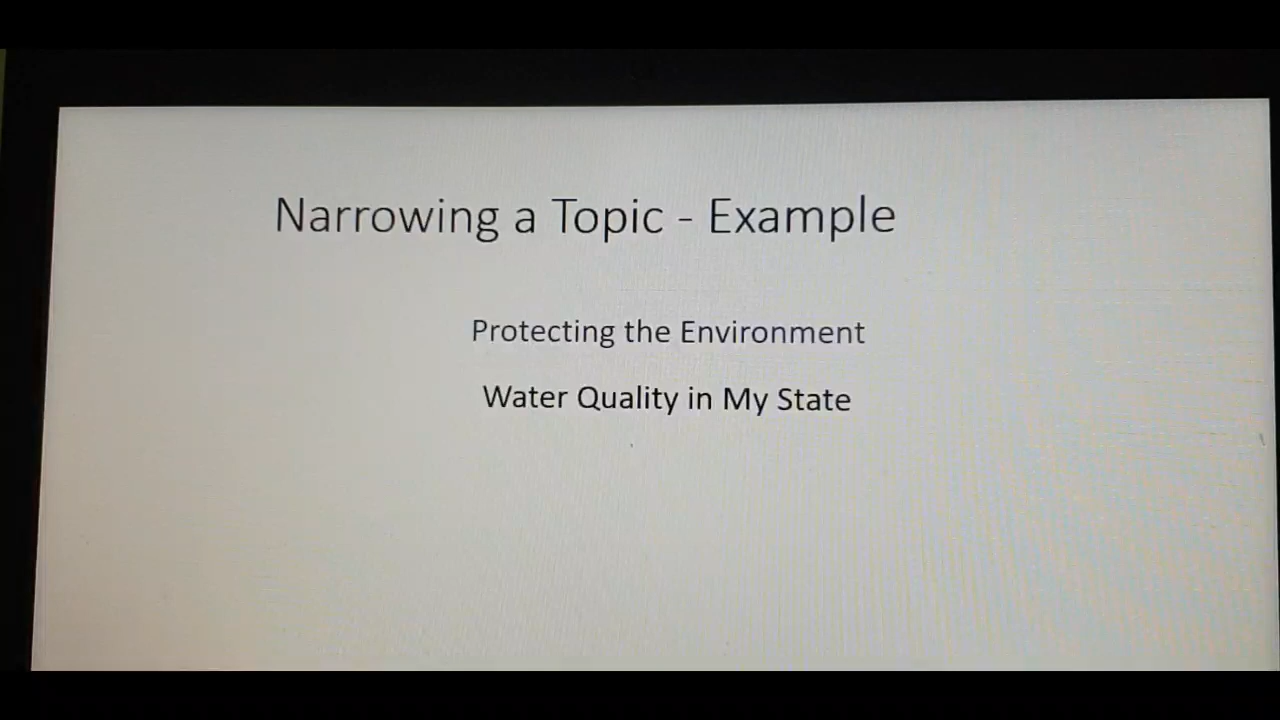 Narrowing a Topic - Example
Protecting the Environment
Water Quality in My State